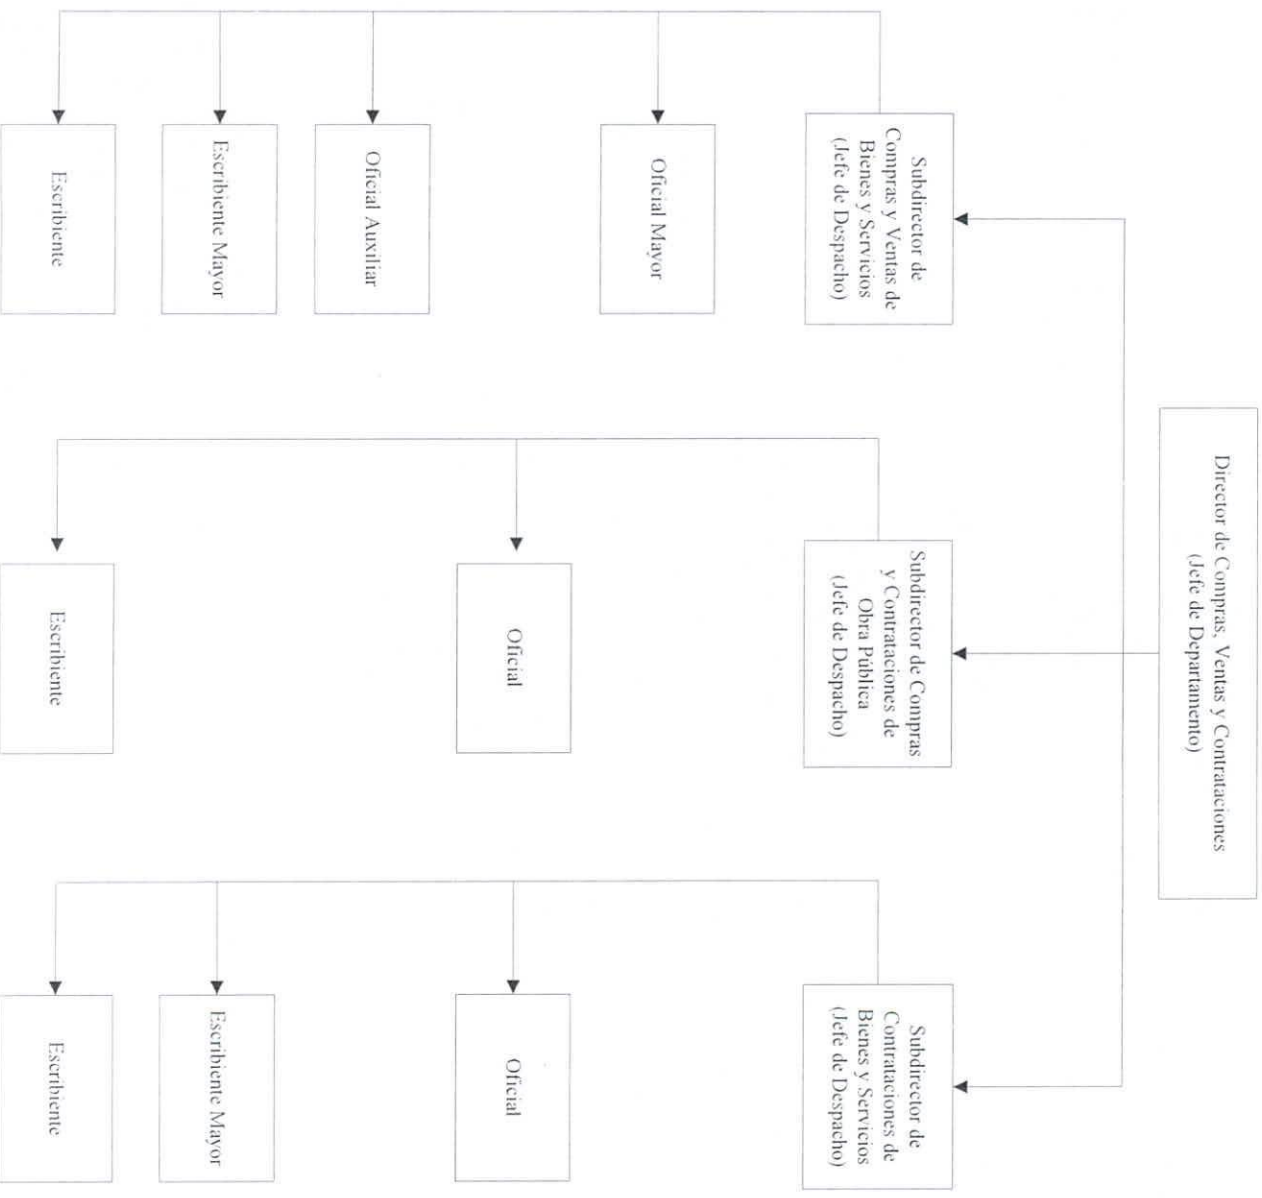 Director de Compras, Ventas y Contrataciones
(Jefe de Departamento)
Subdirector de
Compras y Ventas de
Bienes y Servicios
(Jefe de Despacho)
Oficial Mayor
Oficial Auxiliar
Escribiente Mayor
Escribiente
Subdirector de Compras
y Contrataciones de
Obra Pública
(Jefe de Despacho)
Oficial
Escribiente
Subdirector de
Contrataciones de
Bienes y Servicios
(Jefe de Despacho)
Oficial
Escribiente Mayor
Escribiente